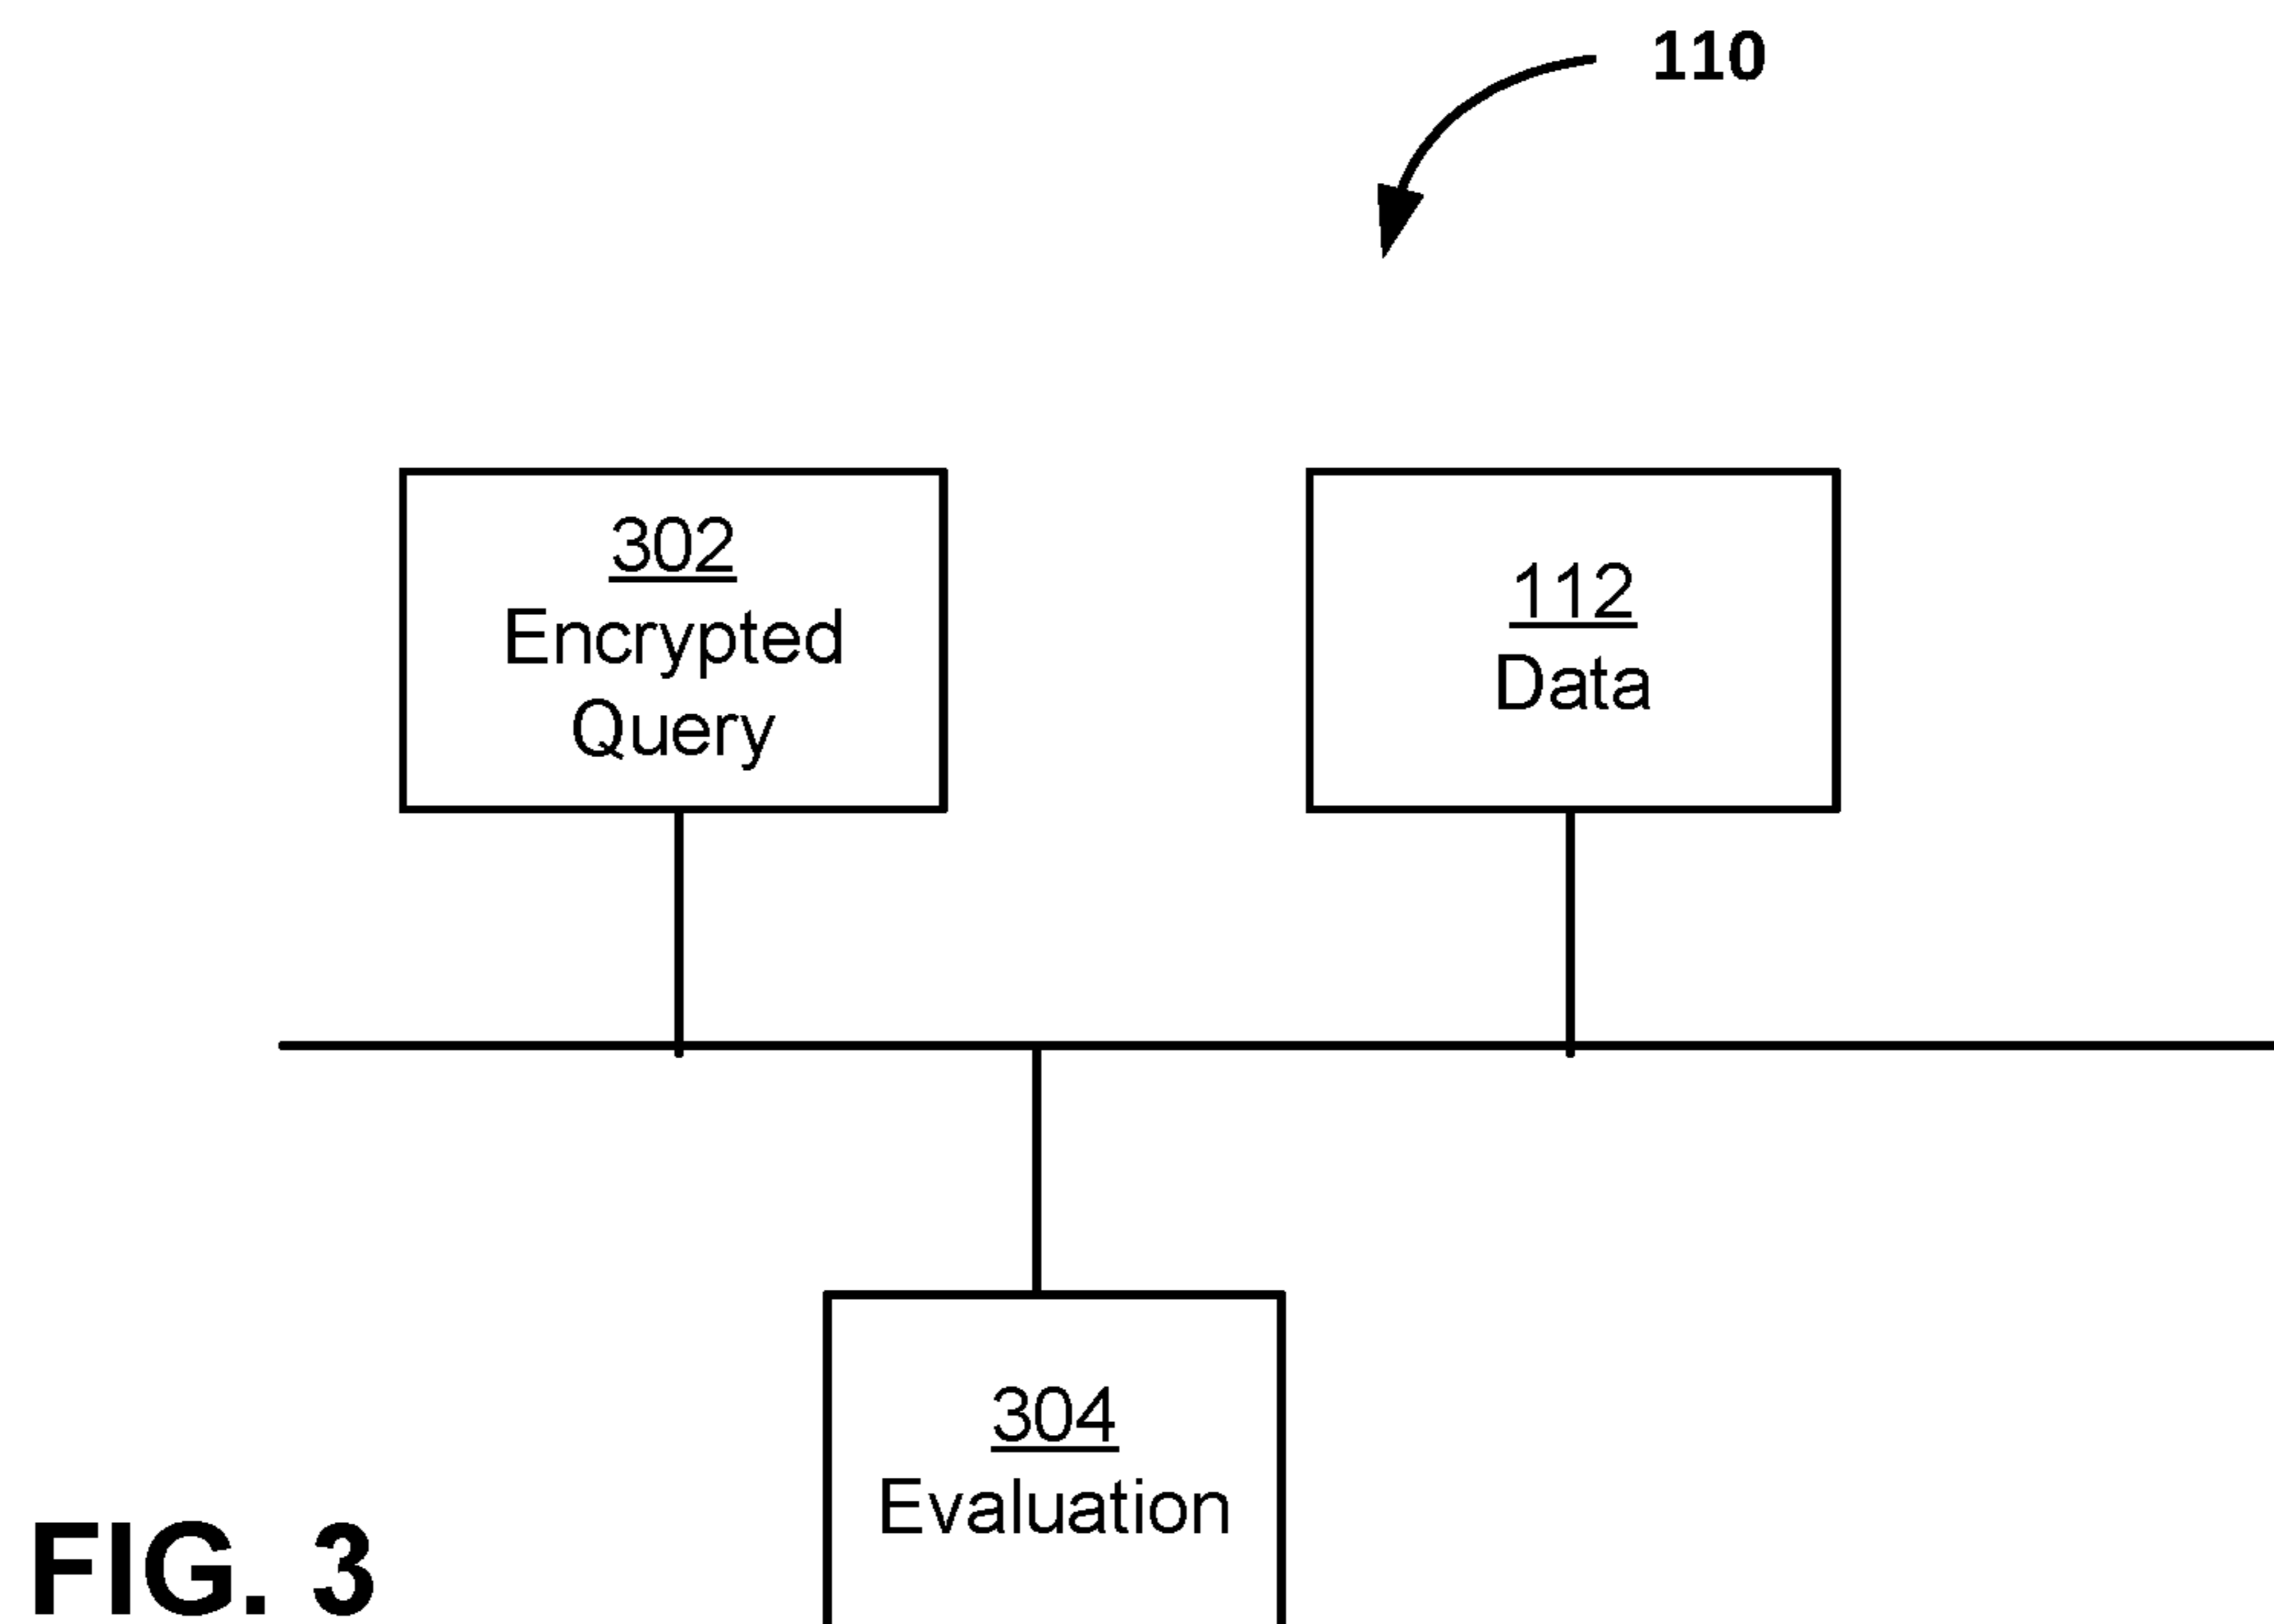 110
302
Encrypted
Query
112
Data
304
Evaluation
FIG. 3